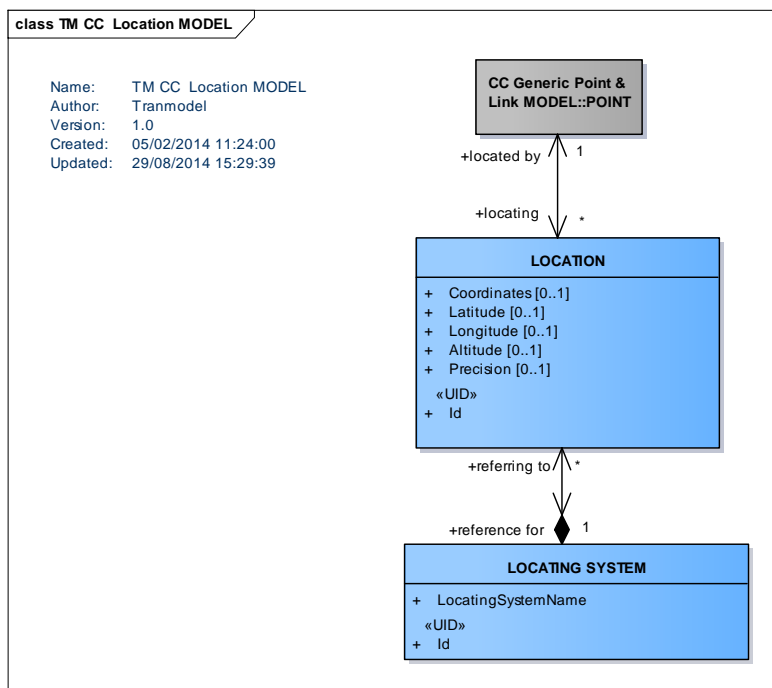 class TM CC  Location MODEL
Name: TM CC  Location MODEL
Author: Tranmodel
Version: 1.0
Created: 05/02/2014 11:24:00
Updated: 29/08/2014 15:29:39
CC Generic Point &
Link MODEL::POINT
+located by 1
+locating *
LOCATION
+ Coordinates [0..1]
+ Latitude [0..1]
+ Longitude [0..1]
+ Altitude [0..1]
+ Precision [0..1]
«UID»
+ Id
+referring to *
+reference for 1
LOCATING SYSTEM
+ LocatingSystemName
«UID»
+ Id